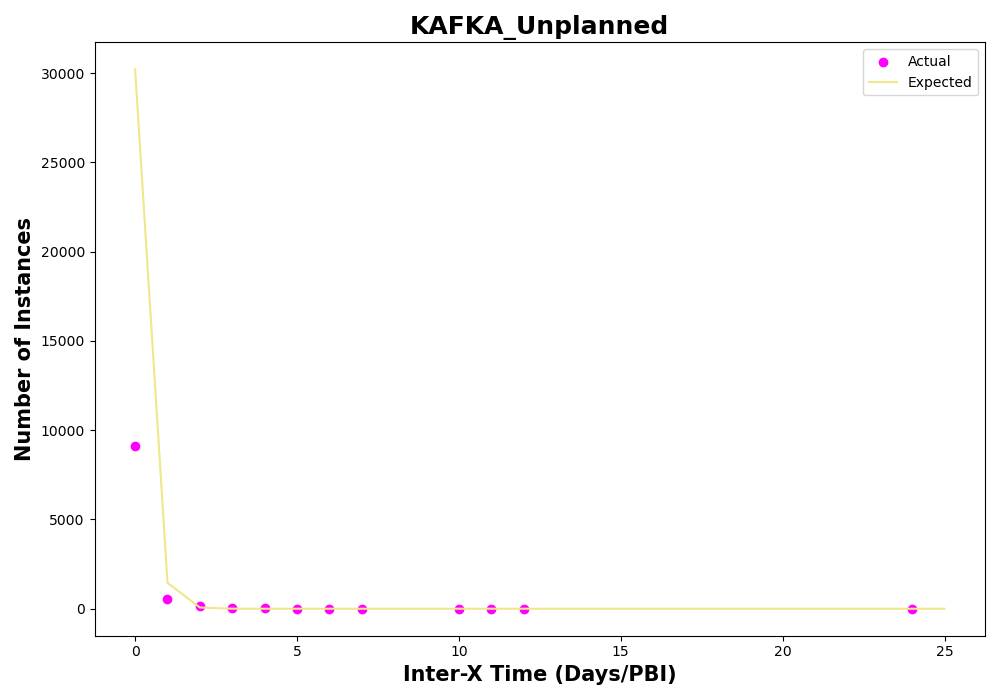 KAFKA_Unplanned
Actual
Expected
Number of Instances
30000
25000
20000
15000
10000
5000
0
0 5 10 15 20 25
Inter-X Time (Days/PBI)